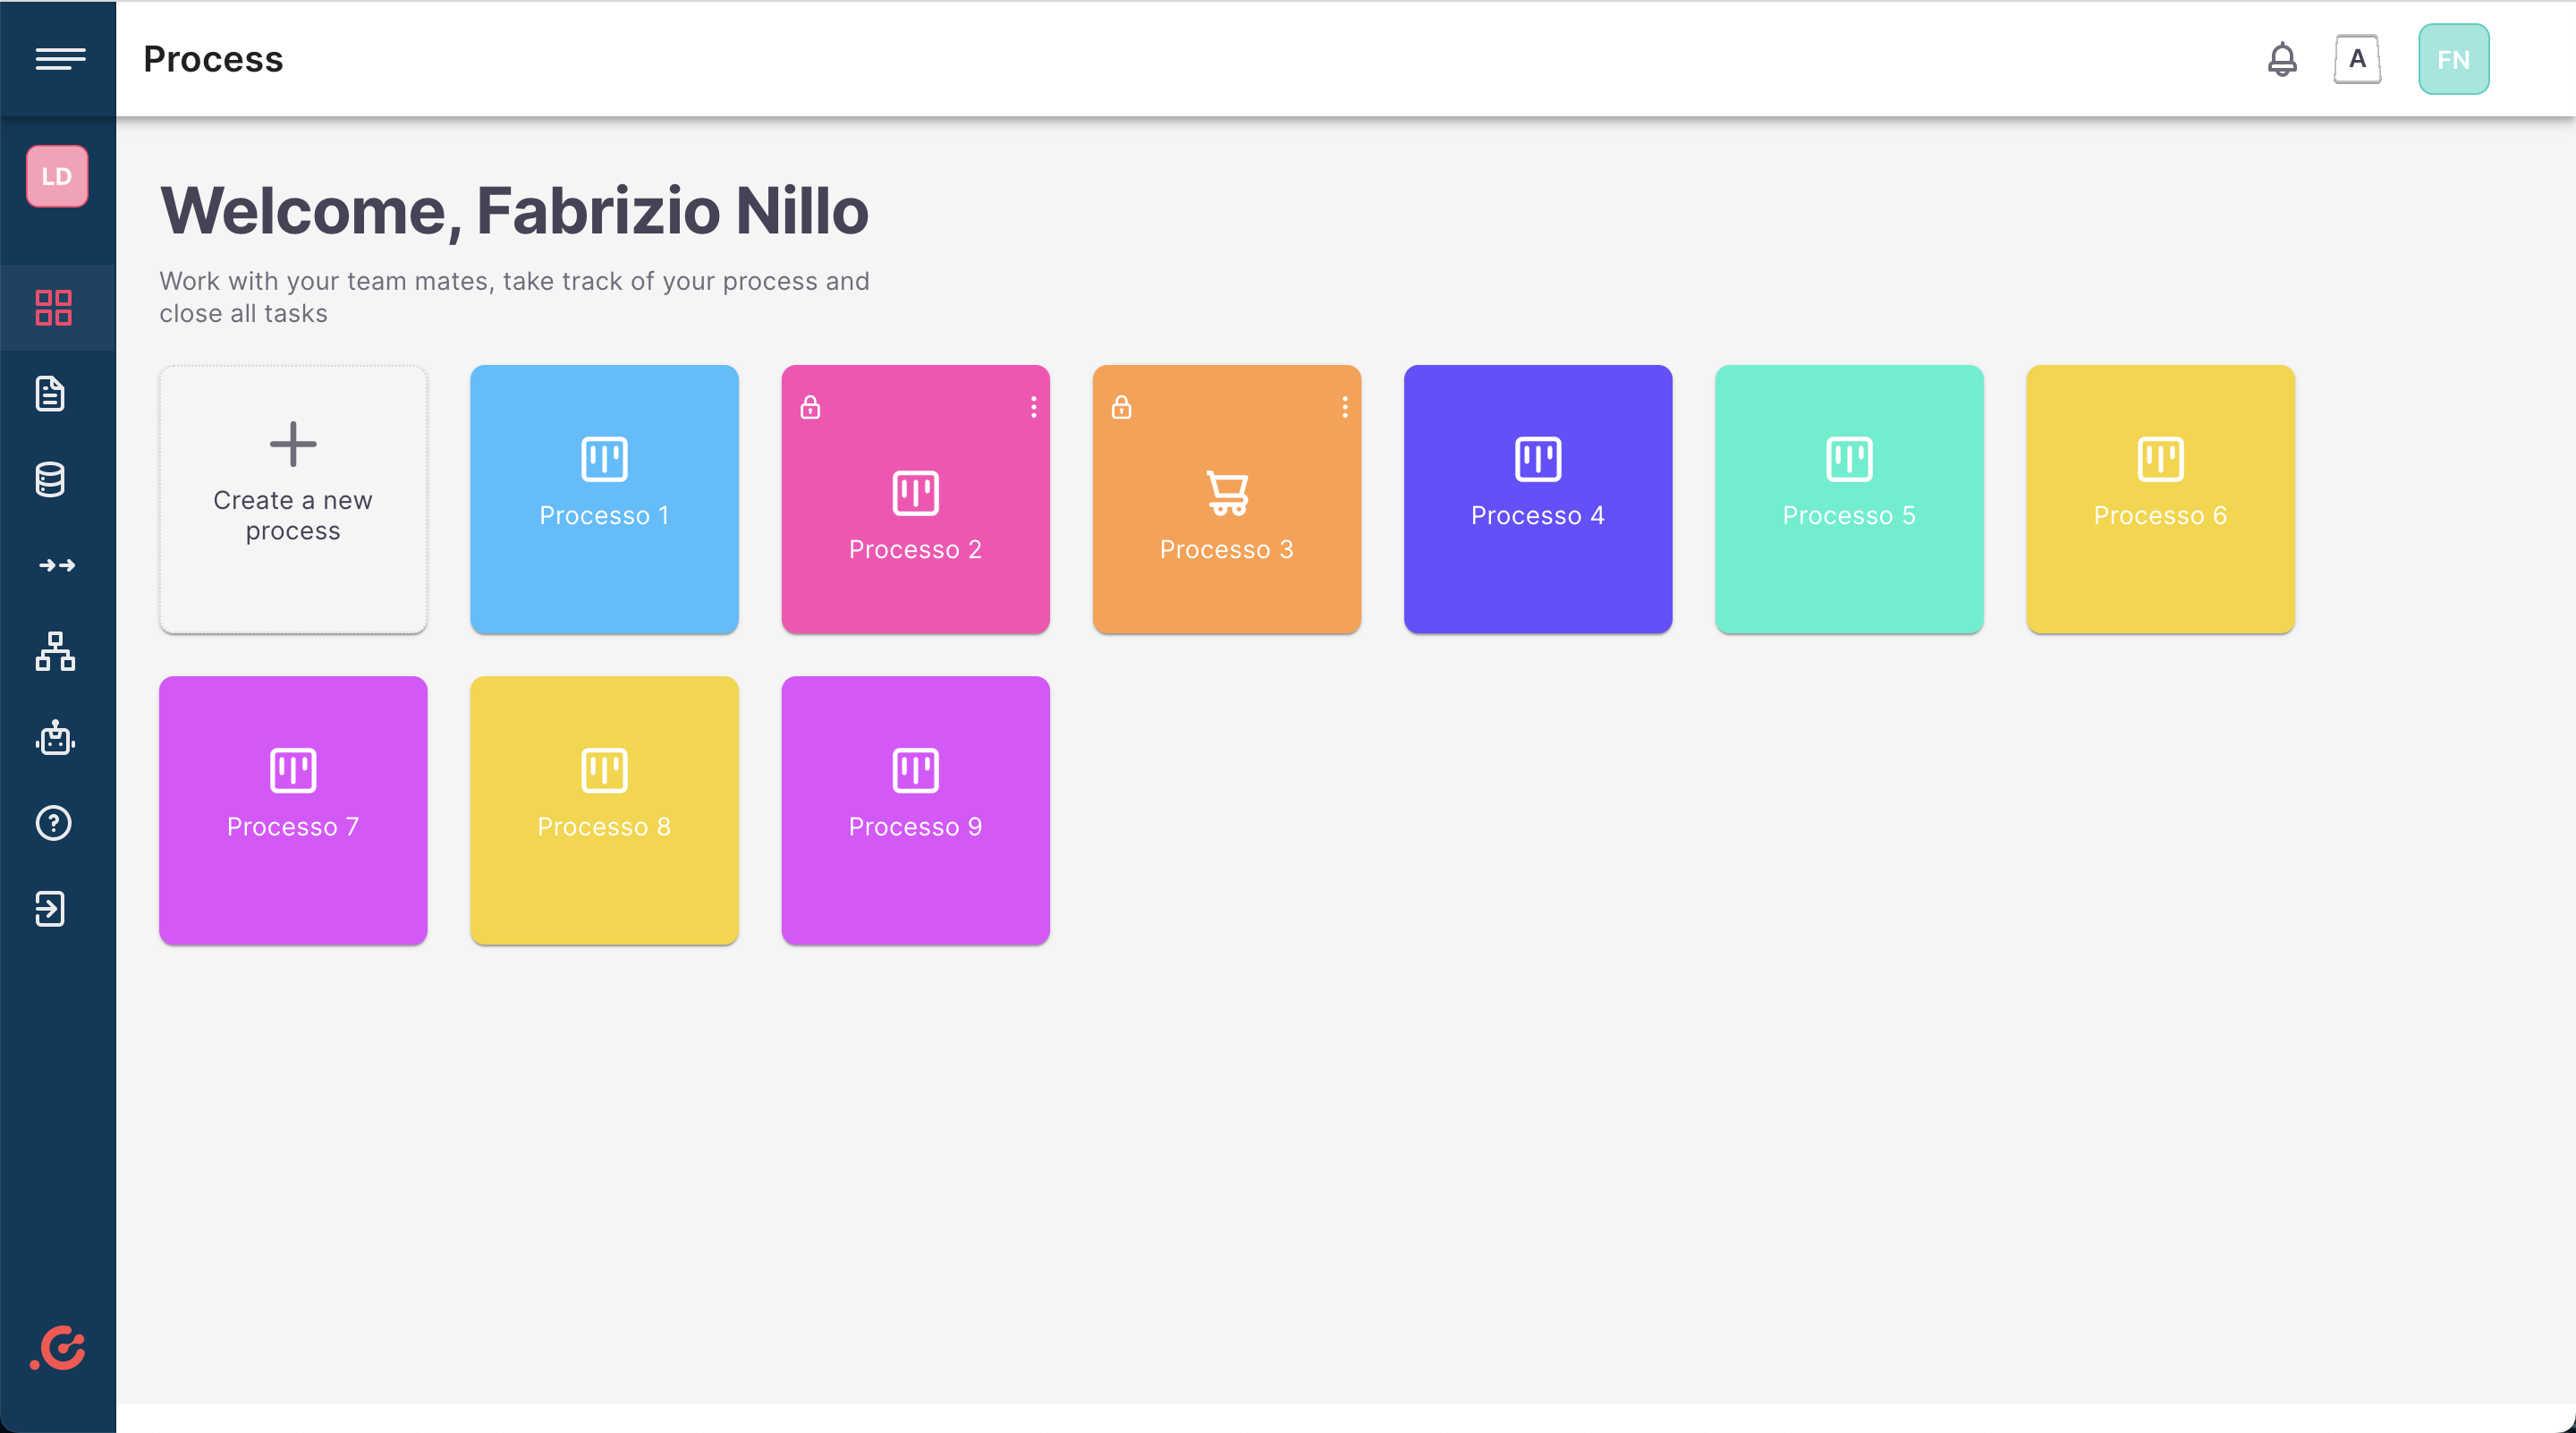 Process
A
FN
LD
Welcome, Fabrizio Nillo
Work with your team mates, take track of your process and
close all tasks
Create a new
process
Processo 1
Processo 2
Processo 3
Processo 4
Processo 5
Processo 6
Processo 7
Processo 8
Processo 9